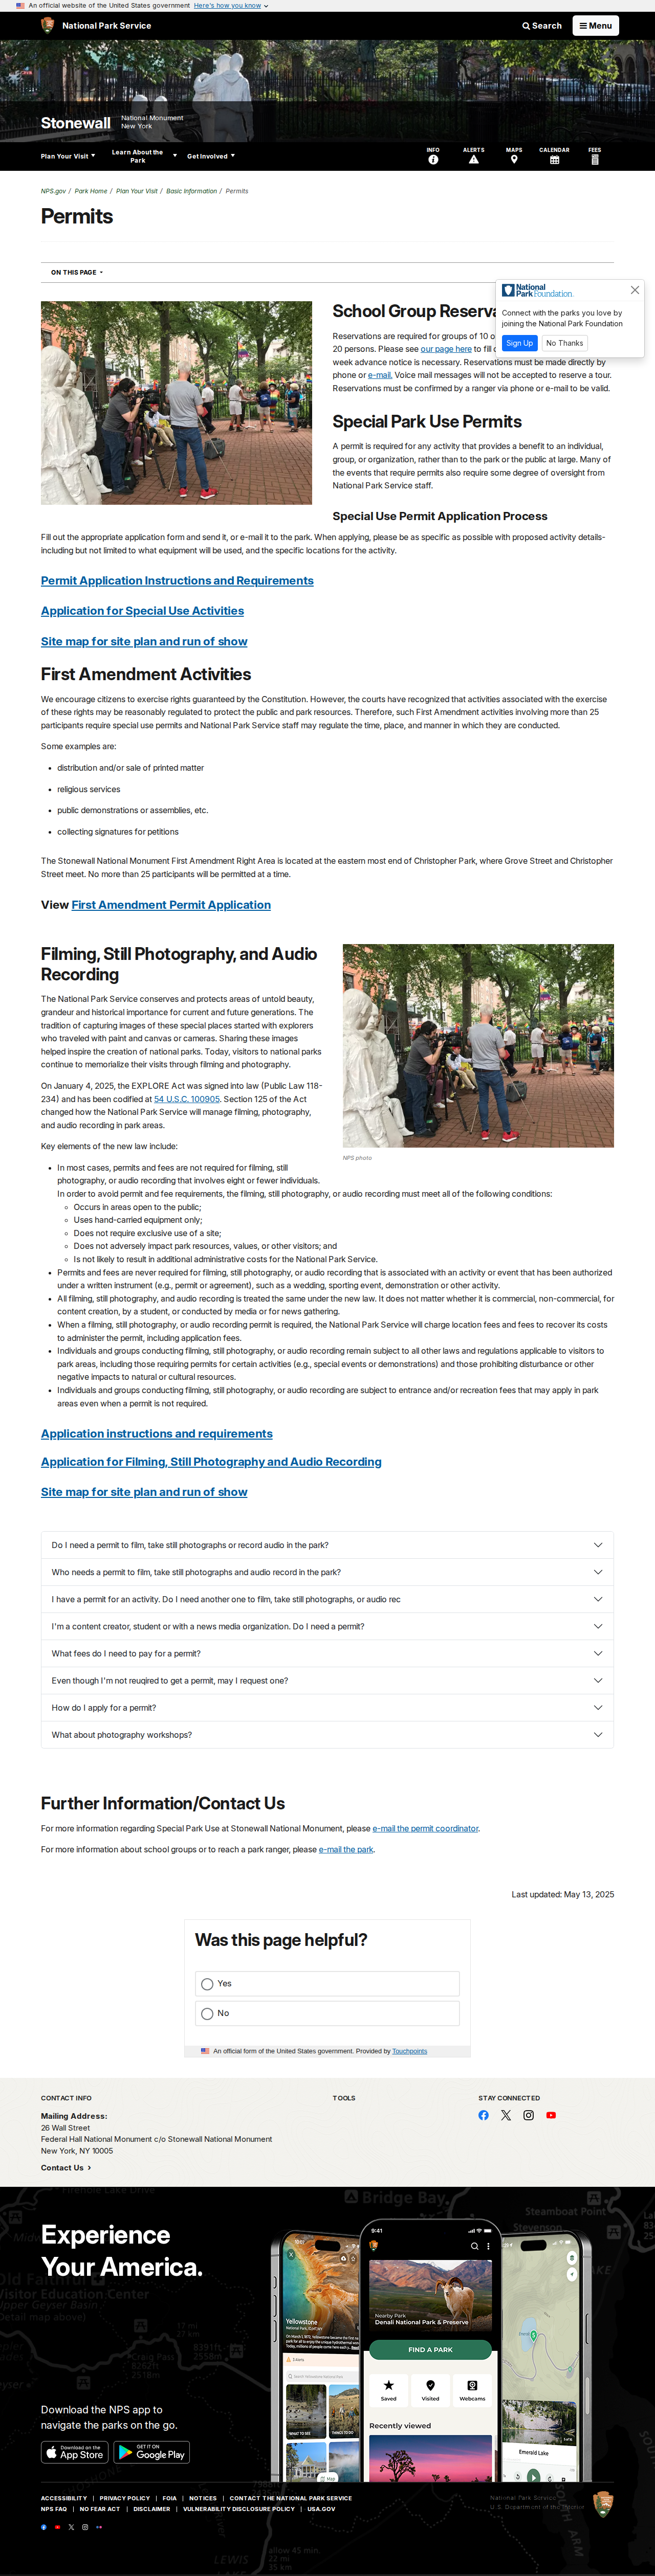 An official website of the United States government Here's how you know
National Park Service
Search
Menu
Stonewall
National Monument
New York
Plan Your Visit
Learn About the
Park
Get Involved
INFO
ALERTS
MAPS
CALENDAR
FEES
NPS.gov / Park Home / Plan Your Visit / Basic Information / Permits
Permits
ON THIS PAGE
National
Park Foundation
Connect with the parks you love by
joining the National Park Foundation
Sign Up
No Thanks
School Group Reserva
Reservations are required for groups of 10 o
20 persons. Please see our page here to fill
week advance notice is necessary. Reservations must be made directly by
phone or e-mail. Voice mail messages will not be accepted to reserve a tour.
Reservations must be confirmed by a ranger via phone or e-mail to be valid.
Special Park Use Permits
A permit is required for any activity that provides a benefit to an individual,
group, or organization, rather than to the park or the public at large. Many of
the events that require permits also require some degree of oversight from
National Park Service staff.
Special Use Permit Application Process
Fill out the appropriate application form and send it, or e-mail it to the park. When applying, please be as specific as possible with proposed activity details-
including but not limited to what equipment will be used, and the specific locations for the activity.
Permit Application Instructions and Requirements
Application for Special Use Activities
Site map for site plan and run of show
First Amendment Activities
We encourage citizens to exercise rights guaranteed by the Constitution. However, the courts have recognized that activities associated with the exercise
of these rights may be reasonably regulated to protect the public and park resources. Therefore, such First Amendment activities involving more than 25
participants require special use permits and National Park Service staff may regulate the time, place, and manner in which they are conducted.
Some examples are:
distribution and/or sale of printed matter
religious services
public demonstrations or assemblies, etc.
collecting signatures for petitions
The Stonewall National Monument First Amendment Right Area is located at the eastern most end of Christopher Park, where Grove Street and Christopher
Street meet. No more than 25 participants will be permitted at a time.
View First Amendment Permit Application
Filming, Still Photography, and Audio
Recording
The National Park Service conserves and protects areas of untold beauty,
grandeur and historical importance for current and future generations. The
tradition of capturing images of these special places started with explorers
who traveled with paint and canvas or cameras. Sharing these images
helped inspire the creation of national parks. Today, visitors to national parks
continue to memorialize their visits through filming and photography.
On January 4, 2025, the EXPLORE Act was signed into law (Public Law 118-
234) and has been codified at 54 U.S.C. 100905. Section 125 of the Act
changed how the National Park Service will manage filming, photography,
and audio recording in park areas.
NPS photo
Key elements of the new law include:
In most cases, permits and fees are not required for filming, still
photography, or audio recording that involves eight or fewer individuals.
In order to avoid permit and fee requirements, the filming, still photography, or audio recording must meet all of the following conditions:
Occurs in areas open to the public;
Uses hand-carried equipment only;
Does not require exclusive use of a site;
Does not adversely impact park resources, values, or other visitors; and
Is not likely to result in additional administrative costs for the National Park Service.
Permits and fees are never required for filming, still photography, or audio recording that is associated with an activity or event that has been authorized
under a written instrument (e.g., permit or agreement), such as a wedding, sporting event, demonstration or other activity.
All filming, still photography, and audio recording is treated the same under the new law. It does not matter whether it is commercial, non-commercial, for
content creation, by a student, or conducted by media or for news gathering.
When a filming, still photography, or audio recording permit is required, the National Park Service will charge location fees and fees to recover its costs
to administer the permit, including application fees.
Individuals and groups conducting filming, still photography, or audio recording remain subject to all other laws and regulations applicable to visitors to
park areas, including those requiring permits for certain activities (e.g., special events or demonstrations) and those prohibiting disturbance or other
negative impacts to natural or cultural resources.
Individuals and groups conducting filming, still photography, or audio recording are subject to entrance and/or recreation fees that may apply in park
areas even when a permit is not required.
Application instructions and requirements
Application for Filming, Still Photography and Audio Recording
Site map for site plan and run of show
Do I need a permit to film, take still photographs or record audio in the park?
Who needs a permit to film, take still photographs and audio record in the park?
I have a permit for an activity. Do I need another one to film, take still photographs, or audio rec
I'm a content creator, student or with a news media organization. Do I need a permit?
What fees do I need to pay for a permit?
Even though I'm not reuqired to get a permit, may I request one?
How do I apply for a permit?
What about photography workshops?
Further Information/Contact Us
For more information regarding Special Park Use at Stonewall National Monument, please e-mail the permit coordinator.
For more information about school groups or to reach a park ranger, please e-mail the park.
Last updated: May 13, 2025
Was this page helpful?
Yes
No
An official form of the United States government. Provided by Touchpoints
CONTACT INFO
Mailing Address:
26 Wall Street
Federal Hall National Monument c/o Stonewall National Monument
New York, NY 10005
Contact Us
TOOLS
STAY CONNECTED
Experience
Your America.
Download the NPS app to
navigate the parks on the go.
Download on the
App Store
GET IT ON
Google Play
Bridge Bay
Steamboat Point
Stevenson
Craig Pass
8262ft
2518m
9:41
Yellowstone
Nearby Park
Denali National Park & Preserve
FIND A PARK
Saved
Visited
Webcams
Recently viewed
WHAT TO SEE
THINGS TO DO
Map
Emerald Lake
ACCESSIBILITY
PRIVACY POLICY
FOIA
NOTICES
CONTACT THE NATIONAL PARK SERVICE
NPS FAQ
NO FEAR ACT
DISCLAIMER
VULNERABILITY DISCLOSURE POLICY
USA.GOV
National Park Service
U.S. Department of the Interior
LEWIS
allow 45 min.
22 mi
35 km